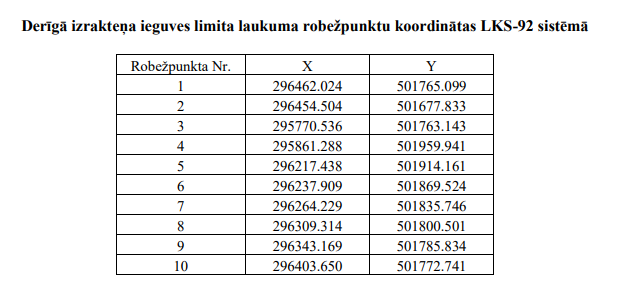 Derīgā izrakteņa ieguves limita laukuma robežpunktu koordinātas LKS-92 sistēmā
Robežpunkta Nr. X Y
1 296462.024 501765.099
2 296454.504 501677.833
3 295770.536 501763.143
4 295861.288 501959.941
5 296217.438 501914.161
6 296237.909 501869.524
7 296264.229 501835.746
8 296309.314 501800.501
9 296343.169 501785.834
10 296403.650 501772.741